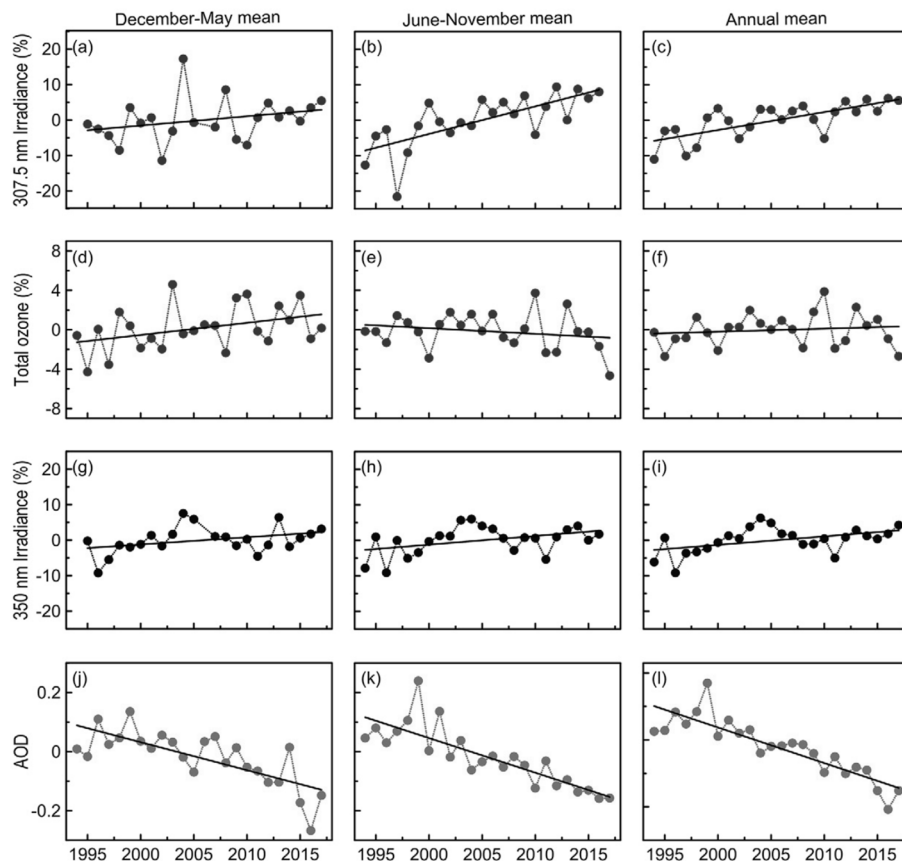 December-May mean June-November mean Annual mean
307.5 nm Irradiance (%)
20
10
0
-10
-20
(a) (b) (c)
Total ozone (%)
8
4
0
-4
-8
(d) (e) (f)
350 nm Irradiance (%)
20
10
0
-10
-20
(g) (h) (i)
AOD
0.2
0
-0.2
(j) (k) (l)
1995 2000 2005 2010 2015 1995 2000 2005 2010 2015 1995 2000 2005 2010 2015